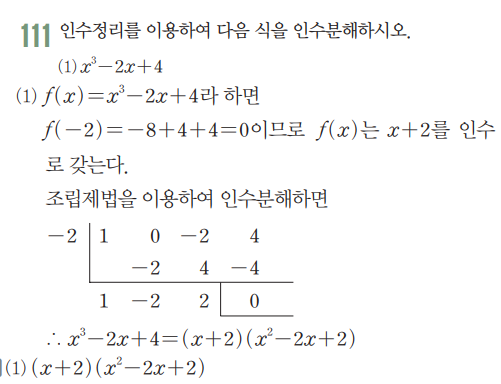 111 인수정리를 이용하여 다음 식을 인수분해하시오.
(1) x³−2x+4
(1) f(x)=x³−2x+4라 하면
f(−2)=−8+4+4=0이므로 f(x)는 x+2를 인수
로 갖는다.
조립제법을 이용하여 인수분해하면
−2 | 1 0 −2 4
−2 4 −4
1 −2 2 | 0
∴ x³−2x+4=(x+2)(x²−2x+2)
(1) (x+2)(x²−2x+2)